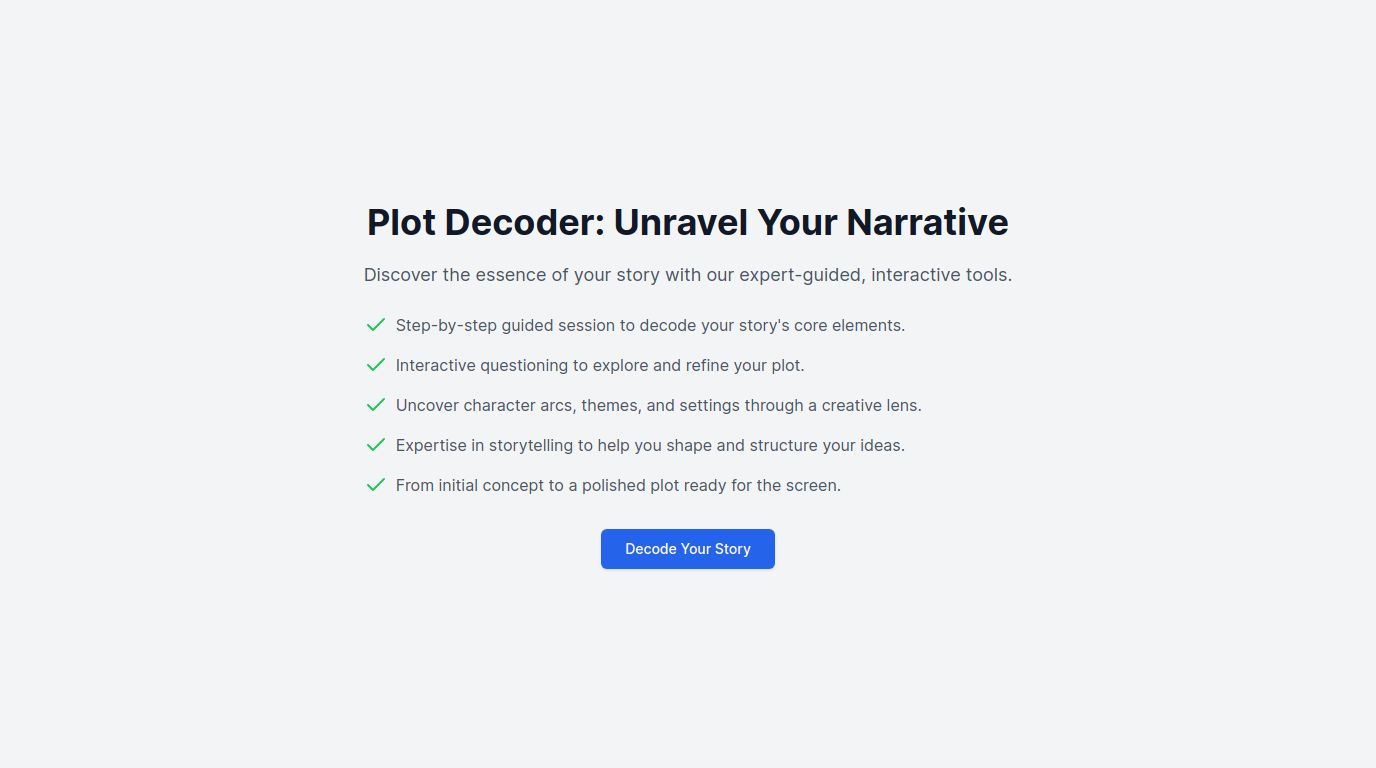 Plot Decoder: Unravel Your Narrative
Discover the essence of your story with our expert-guided, interactive tools.
Step-by-step guided session to decode your story's core elements.
Interactive questioning to explore and refine your plot.
Uncover character arcs, themes, and settings through a creative lens.
Expertise in storytelling to help you shape and structure your ideas.
From initial concept to a polished plot ready for the screen.
Decode Your Story